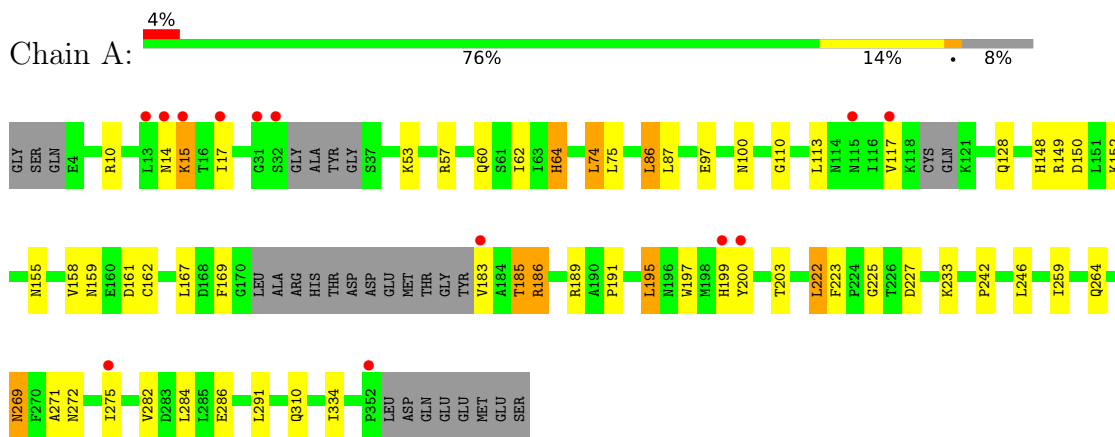 4%
Chain A:
76% 14% • 8%
GLY SER GLN E4 R10 L13 N14 K15 T16 I17 G31 S32 GLY ALA TYR GLY S37 K53 R57 Q60 S61 I62 I63 H64 L74 L75 L86 L87 E97 N100 G110 L113 N114 N115 I116 V117 K118 CYS GLN K121 Q128 H148 R149 D150 L151 K152
N155 V158 N159 E160 D161 C162 L167 D168 F169 G170 LEU ALA ARG HIS THR ASP ASP GLU MET THR GLY TYR V183 A184 T185 R186 R189 A190 P191 L195 N196 W197 M198 H199 Y200 T203 L222 F223 P224 G225 T226 D227 K233 P242 L246 I259 Q264
N269 F270 A271 N272 I275 V282 D283 L284 L285 E286 L291 Q310 I334 P352 LEU ASP GLN GLU GLU MET GLU SER